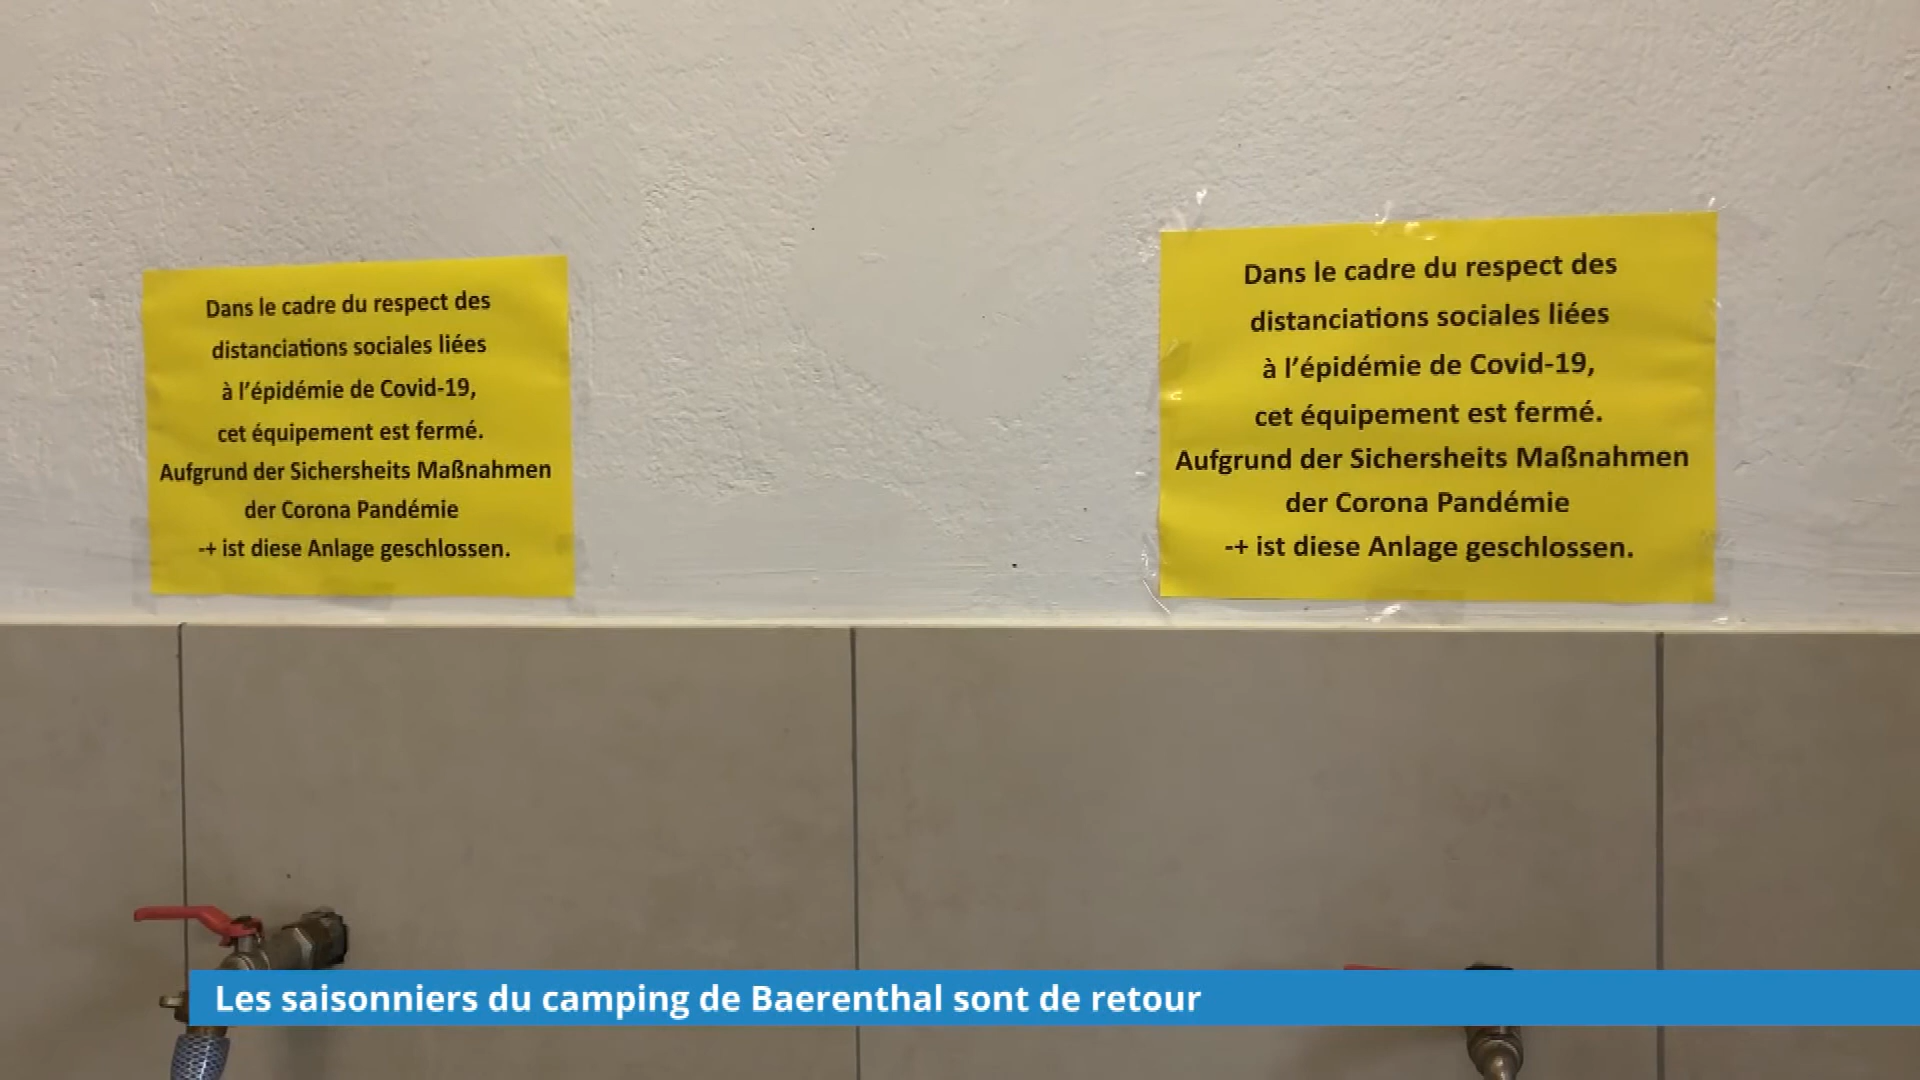 Dans le cadre du respect des
distanciations sociales liées
à l'épidémie de Covid-19,
cet équipement est fermé.
Aufgrund der Sichersheits Maßnahmen
der Corona Pandémie
-+ ist diese Anlage geschlossen.
Dans le cadre du respect des
distanciations sociales liées
à l'épidémie de Covid-19,
cet équipement est fermé.
Aufgrund der Sichersheits Maßnahmen
der Corona Pandémie
-+ ist diese Anlage geschlossen.
Les saisonniers du camping de Baerenthal sont de retour